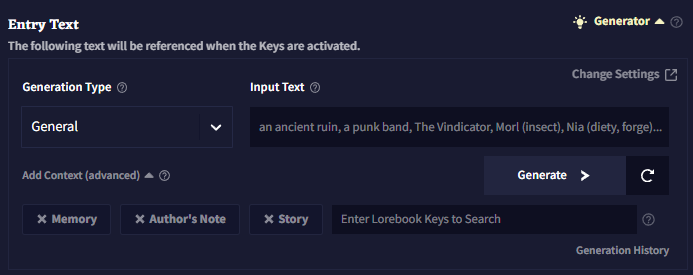 Entry Text
Generator
The following text will be referenced when the Keys are activated.
Change Settings
Generation Type
Input Text
General
an ancient ruin, a punk band, The Vindicator, Morl (insect), Nia (diety, forge)...
Add Context (advanced)
Generate
Memory
Author's Note
Story
Enter Lorebook Keys to Search
Generation History